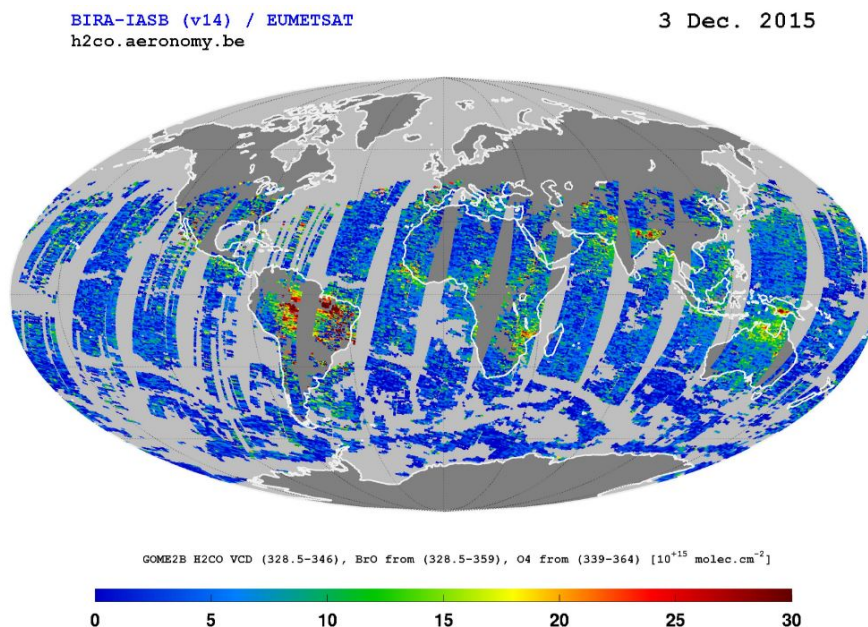 BIRA-IASB (v14) / EUMETSAT
h2co.aeronomy.be
3 Dec. 2015
GOME2B H2CO VCD (328.5-346), BrO from (328.5-359), O4 from (339-364) [10+15 molec.cm-2]
0 5 10 15 20 25 30